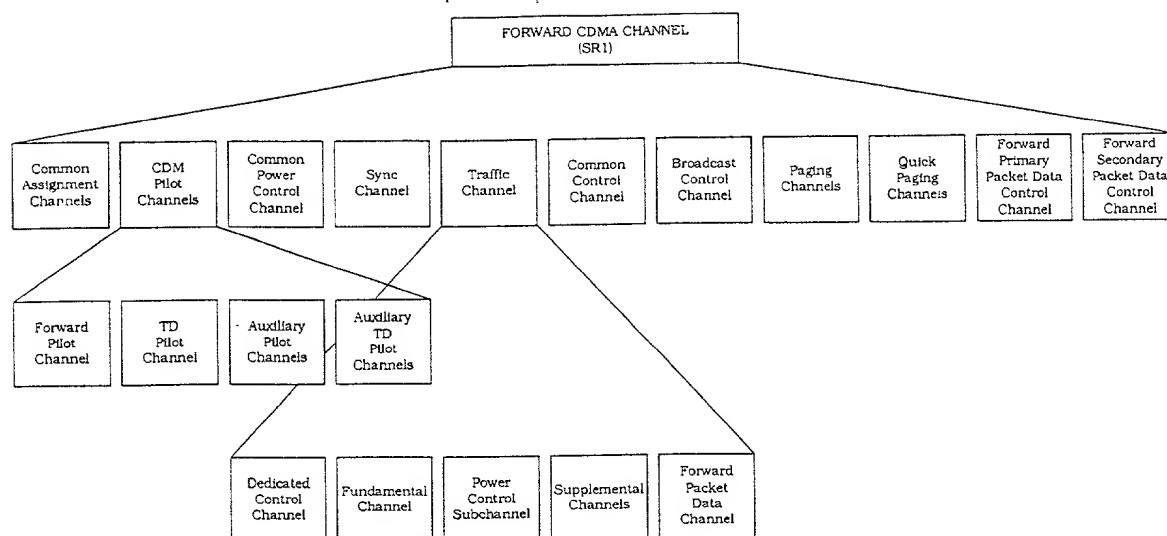 FORWARD CDMA CHANNEL
(SR1)
Common
Assignment
Channels
CDM
Pilot
Channels
Common
Power
Control
Channel
Sync
Channel
Traffic
Channel
Common
Control
Channel
Broadcast
Control
Channel
Paging
Channels
Quick
Paging
Channels
Forward
Primary
Packet Data
Control
Channel
Forward
Secondary
Packet Data
Control
Channel
Forward
Pilot
Channel
TD
Pilot
Channel
Auxiliary
Pilot
Channels
Auxiliary
TD
Pilot
Channels
Dedicated
Control
Channel
Fundamental
Channel
Power
Control
Subchannel
Supplemental
Channels
Forward
Packet
Data
Channel